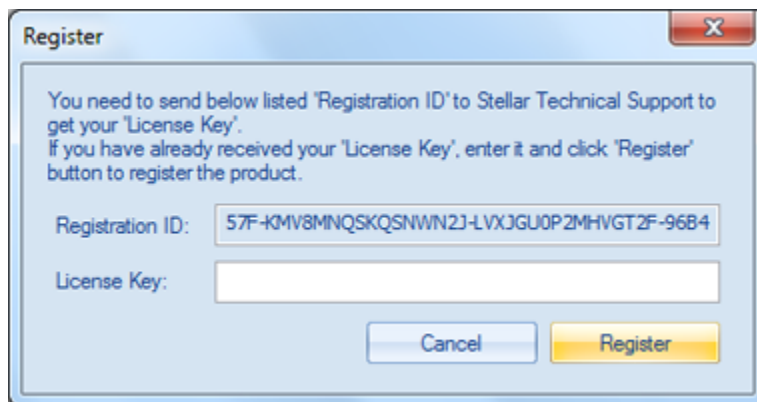 Register
You need to send below listed 'Registration ID' to Stellar Technical Support to
get your 'License Key'.
If you have already received your 'License Key', enter it and click 'Register'
button to register the product.
Registration ID: 57F-KMV8MNQSKQSNWN2J-LVXJGU0P2MHVGT2F-96B4
License Key:
Cancel Register